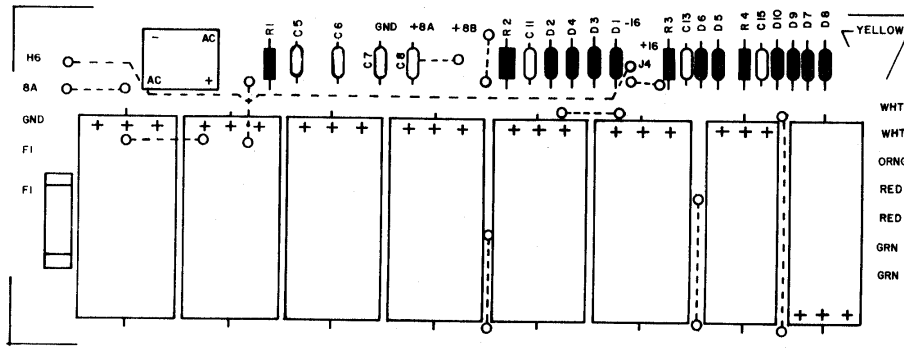 H6
8A
GND
F1
F1
- AC
AC +
R1
C5
C6
C7
C8
GND +8A +8B
R2
C11
D2
D4
D3
D1
-16
+16
J4
R3
C13
D6
D5
R4
C15
D10
D9
D7
D8
YELLOW
WHT
WHT
ORNG
RED
RED
GRN
GRN
+ + +
+ + +
+ + +
+ + +
+ + +
+ + +
+ + +
+ + +